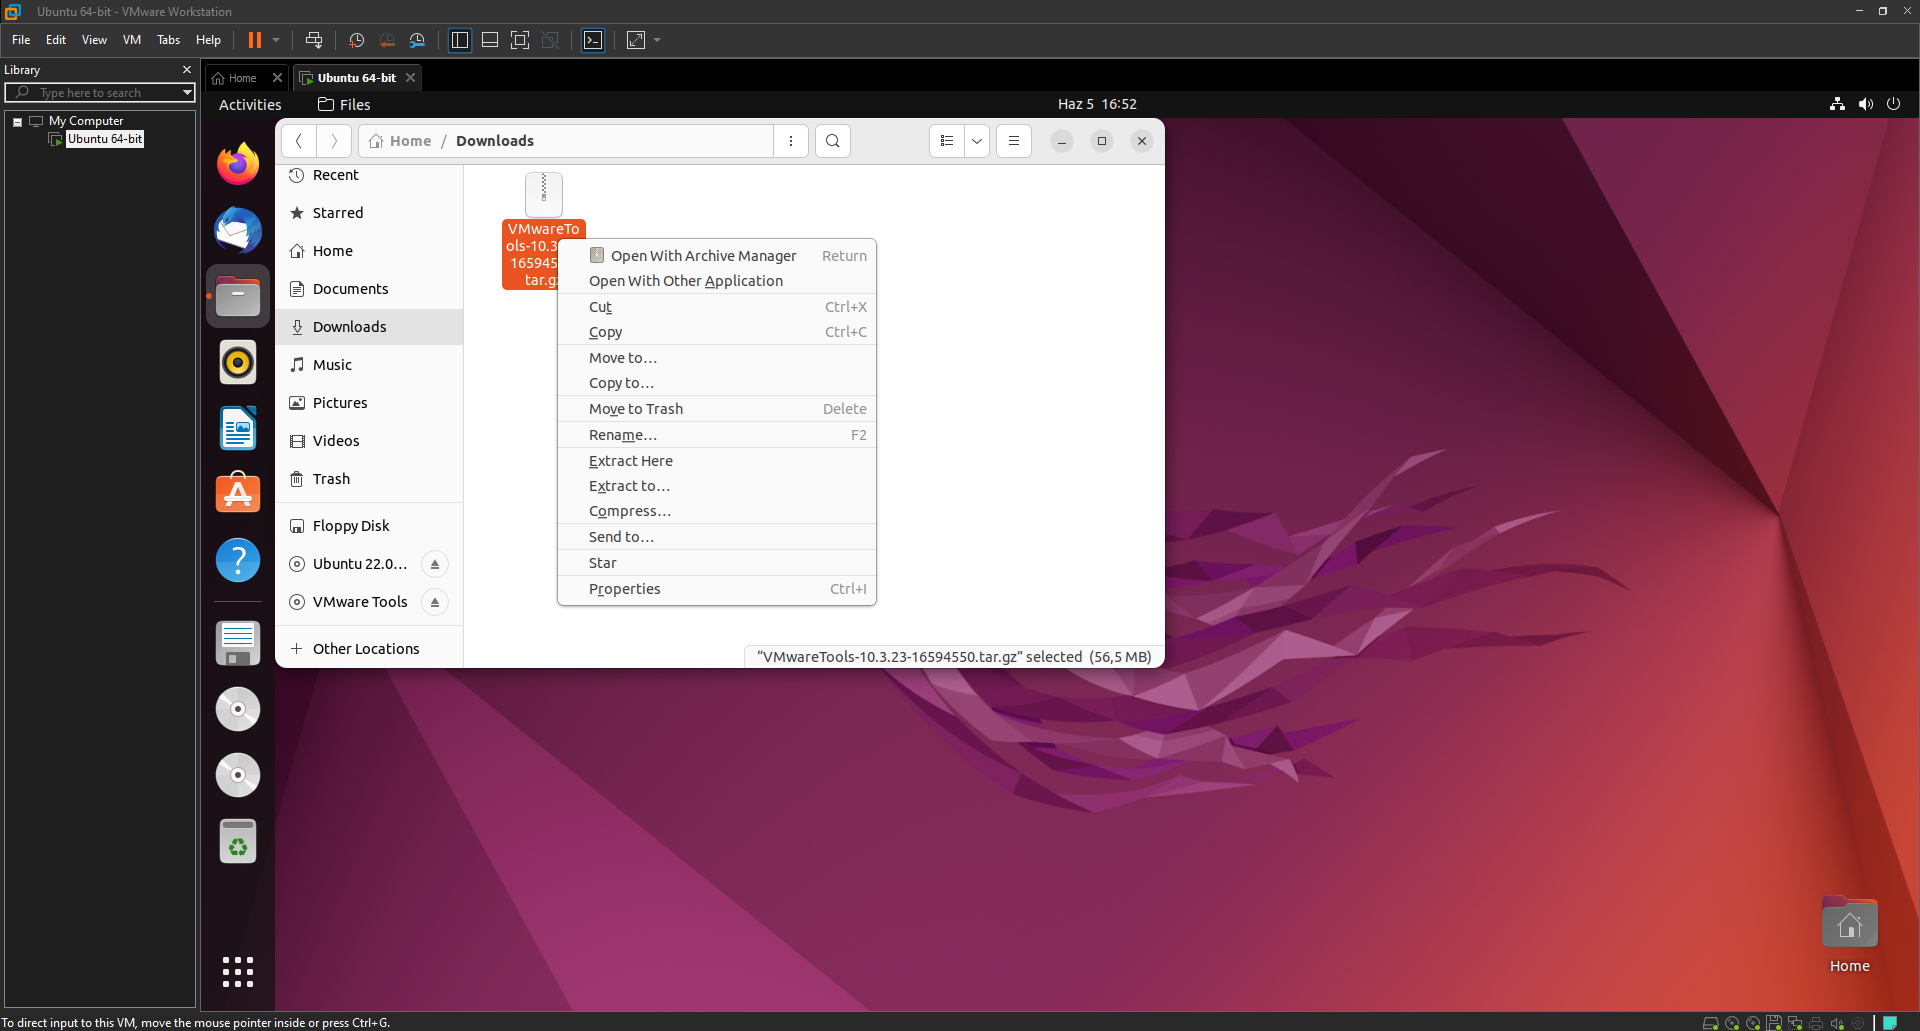 Ubuntu 64-bit - VMware Workstation
File Edit View VM Tabs Help
Library
Type here to search
My Computer
Ubuntu 64-bit
Home
Ubuntu 64-bit
Activities
Files
Haz 5 16:52
Home / Downloads
Recent
Starred
Home
Documents
Downloads
Music
Pictures
Videos
Trash
Floppy Disk
Ubuntu 22.0…
VMware Tools
Other Locations
VMwareTo
ols-10.3
165945
tar.g
Open With Archive Manager Return
Open With Other Application
Cut Ctrl+X
Copy Ctrl+C
Move to…
Copy to…
Move to Trash Delete
Rename… F2
Extract Here
Extract to…
Compress…
Send to…
Star
Properties Ctrl+I
“VMwareTools-10.3.23-16594550.tar.gz” selected (56,5 MB)
Home
To direct input to this VM, move the mouse pointer inside or press Ctrl+G.